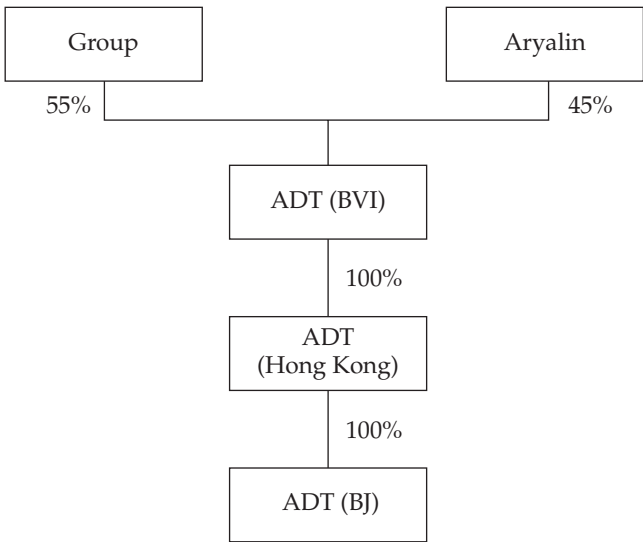 Group
Aryalin
55%
45%
ADT (BVI)
100%
ADT
(Hong Kong)
100%
ADT (BJ)